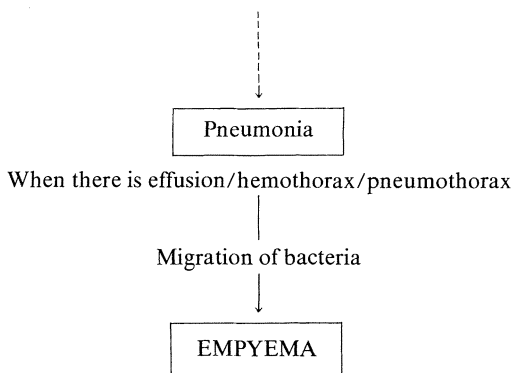 Pneumonia
When there is effusion/hemothorax/pneumothorax
Migration of bacteria
EMPYEMA